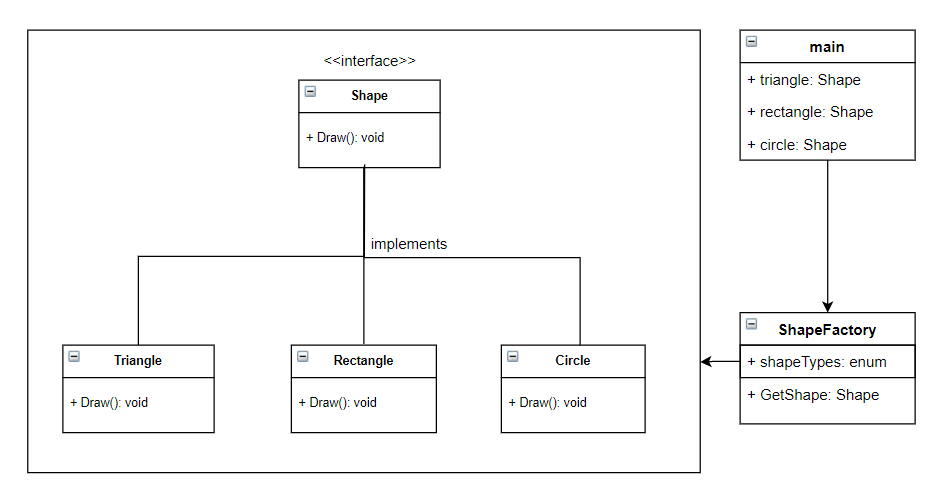 <<interface>>
Shape
+ Draw(): void
implements
Triangle
+ Draw(): void
Rectangle
+ Draw(): void
Circle
+ Draw(): void
main
+ triangle: Shape
+ rectangle: Shape
+ circle: Shape
ShapeFactory
+ shapeTypes: enum
+ GetShape: Shape